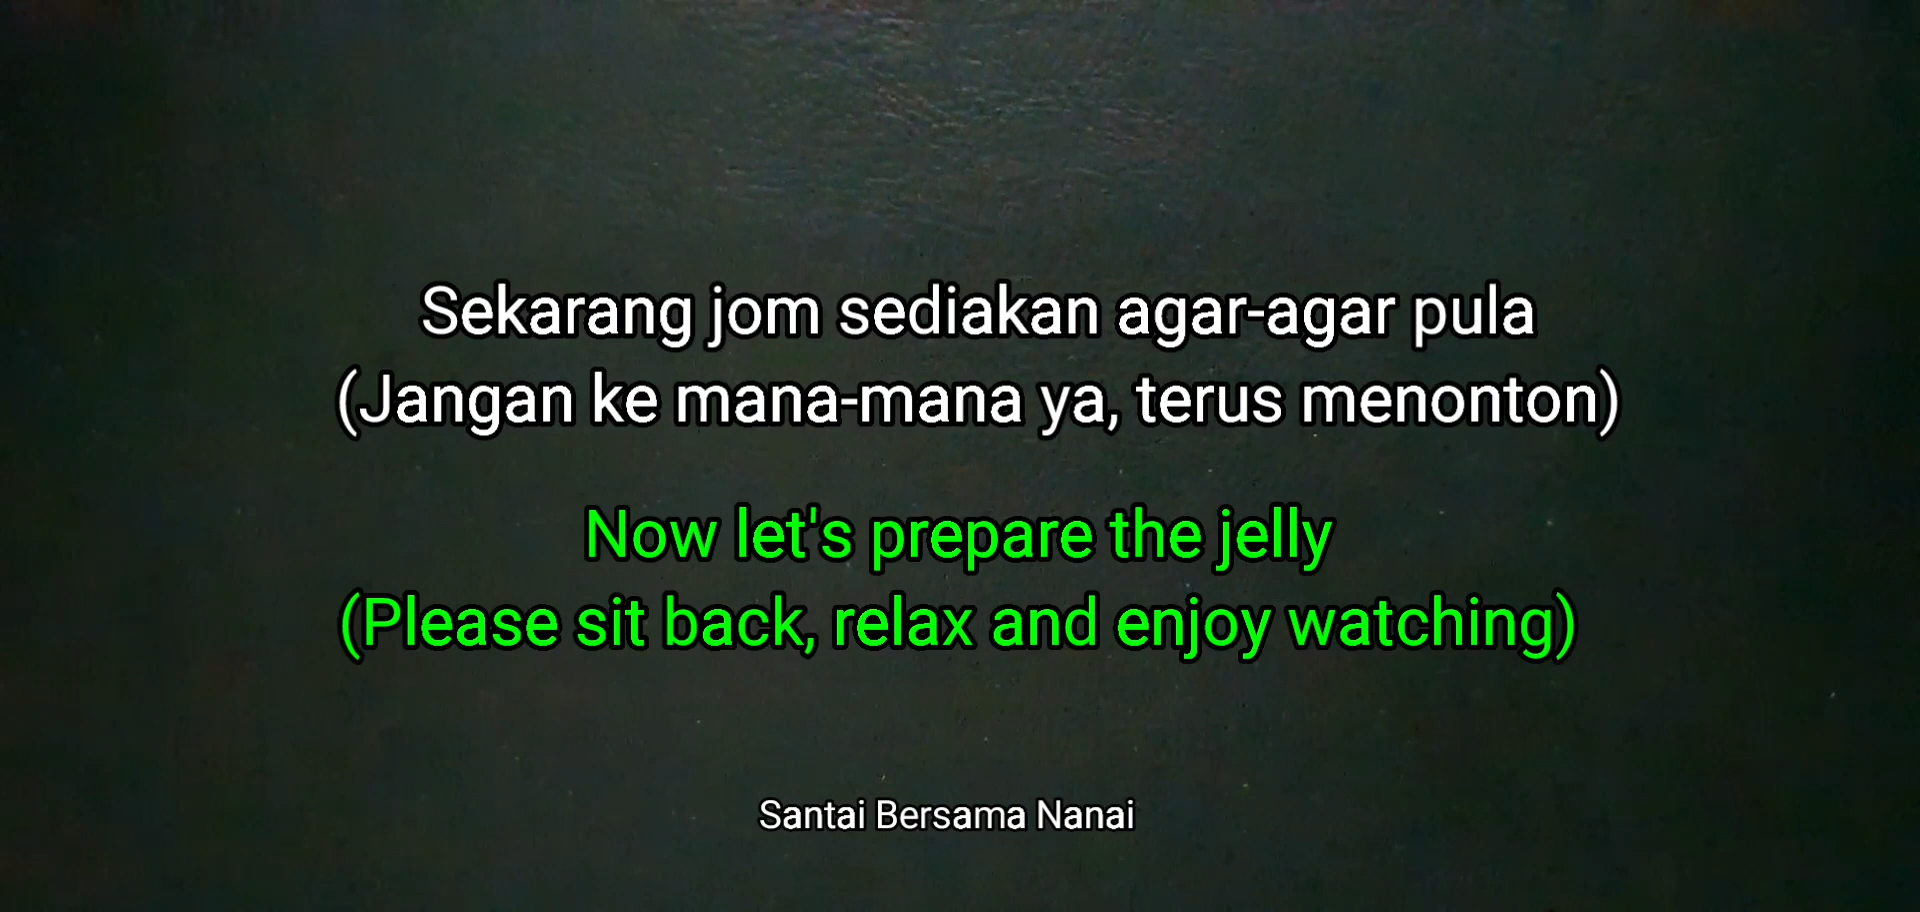 Sekarang jom sediakan agar-agar pula
(Jangan ke mana-mana ya, terus menonton)
Now let's prepare the jelly
(Please sit back, relax and enjoy watching)
Santai Bersama Nanai